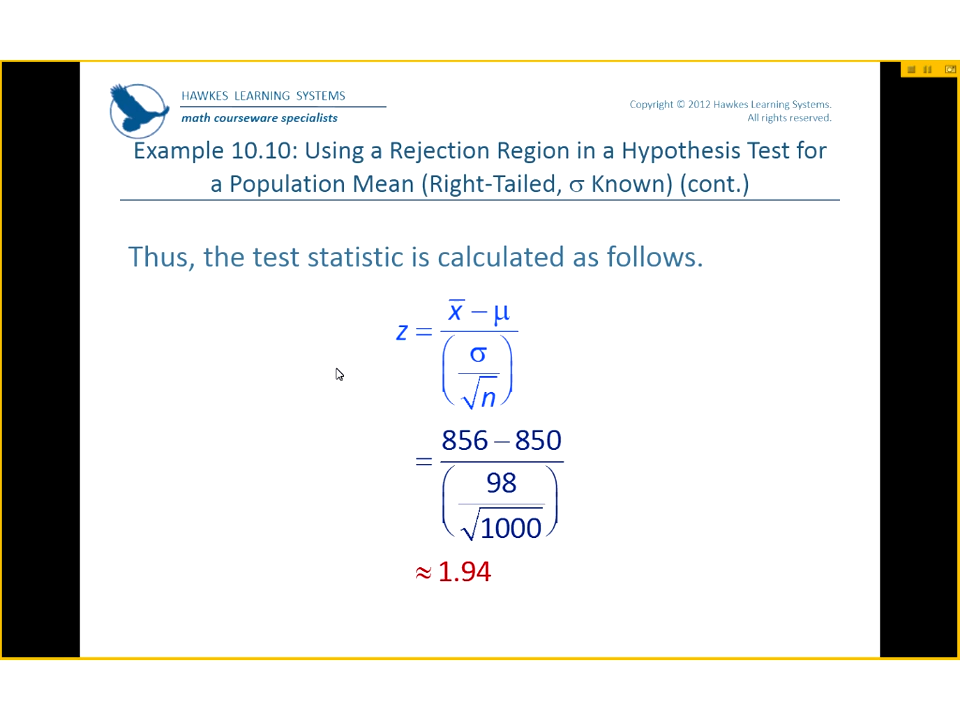 HAWKES LEARNING SYSTEMS
math courseware specialists
Copyright © 2012 Hawkes Learning Systems.
All rights reserved.
Example 10.10: Using a Rejection Region in a Hypothesis Test for
a Population Mean (Right-Tailed, σ Known) (cont.)
Thus, the test statistic is calculated as follows.
z = (x̄ − μ) / (σ / √n)
= (856 − 850) / (98 / √1000)
≈ 1.94